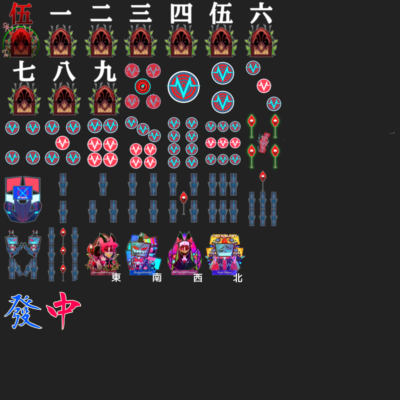 伍 一 二 三 四 伍 六
七 八 九
東 南 西 北
發 中